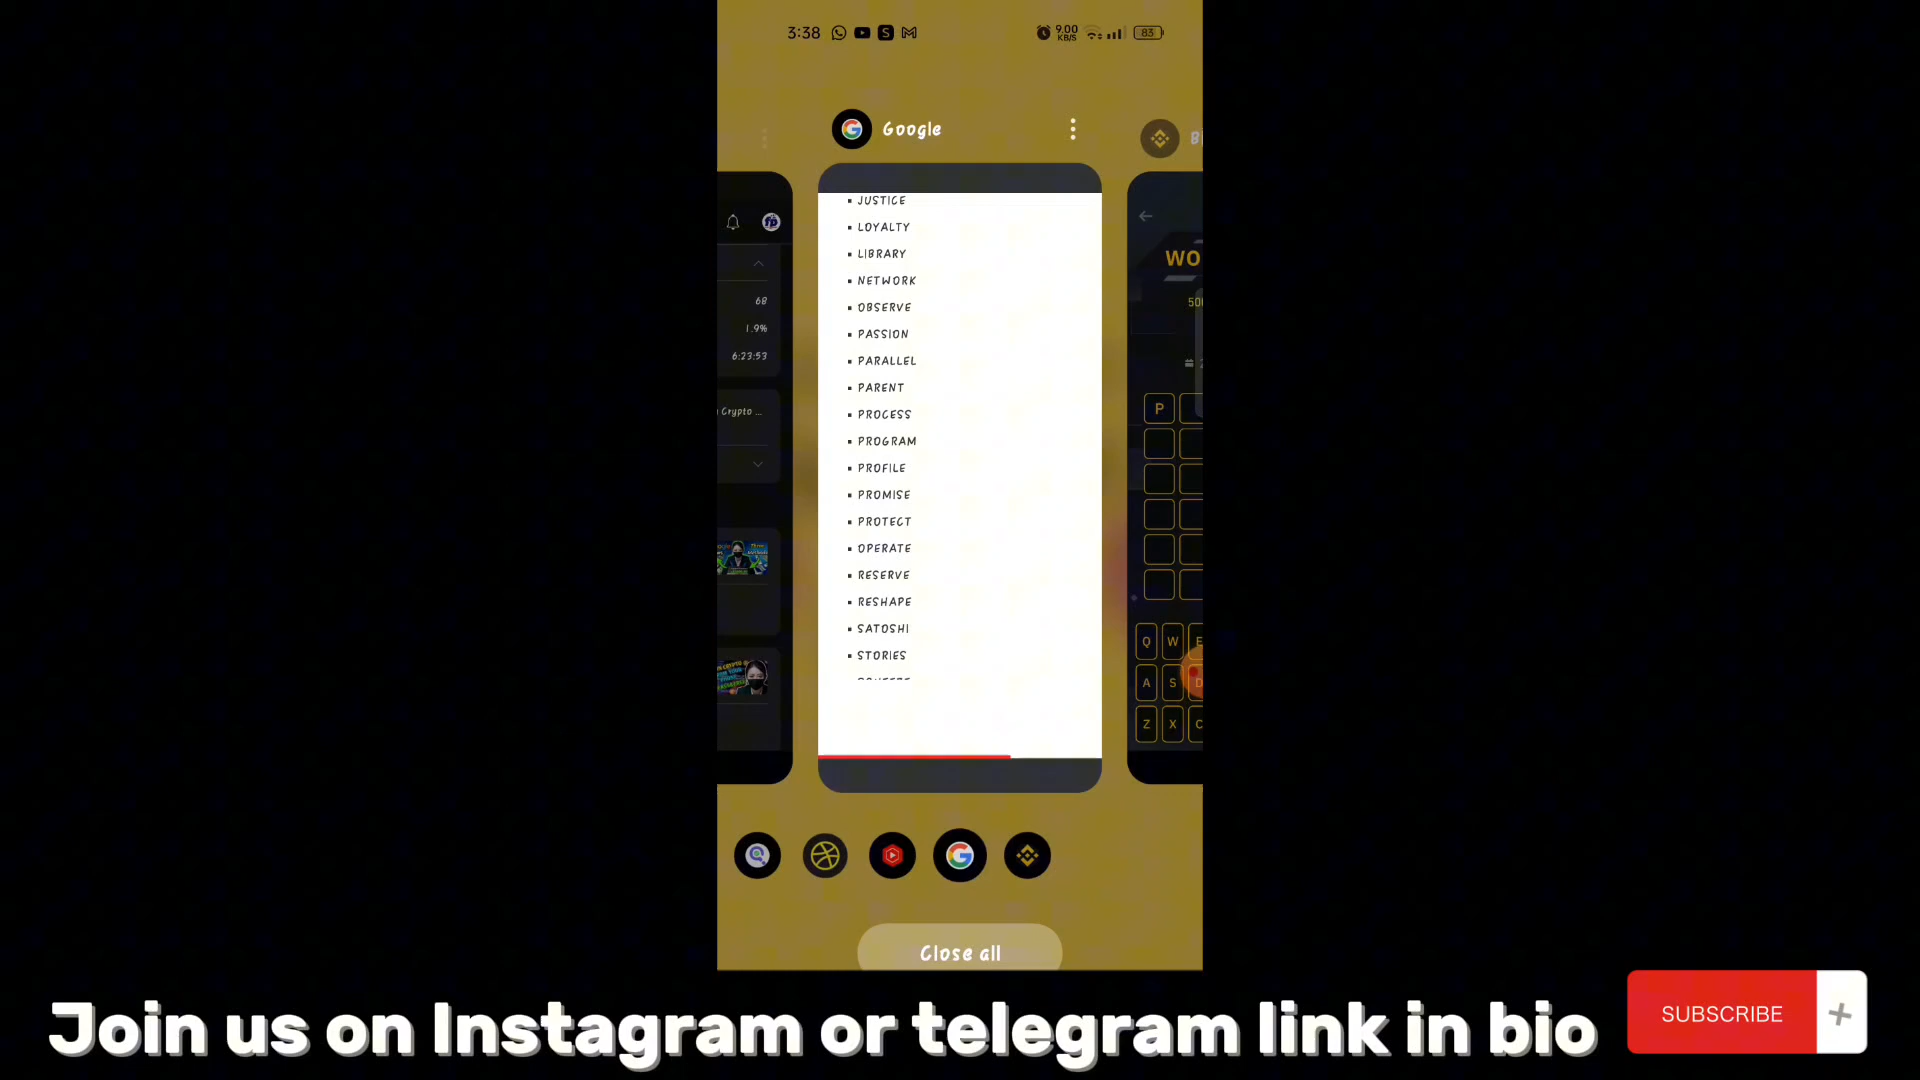 3:38
9.00
KB/S
83
Google
68
1.9%
6:23:53
Crypto ...
JUSTICE
LOYALTY
LIBRARY
NETWORK
OBSERVE
PASSION
PARALLEL
PARENT
PROCESS
PROGRAM
PROFILE
PROMISE
PROTECT
OPERATE
RESERVE
RESHAPE
SATOSHI
STORIES
WO
500
P
Q W E
A S D
Z X C
Close all
Join us on Instagram or telegram link in bio
SUBSCRIBE